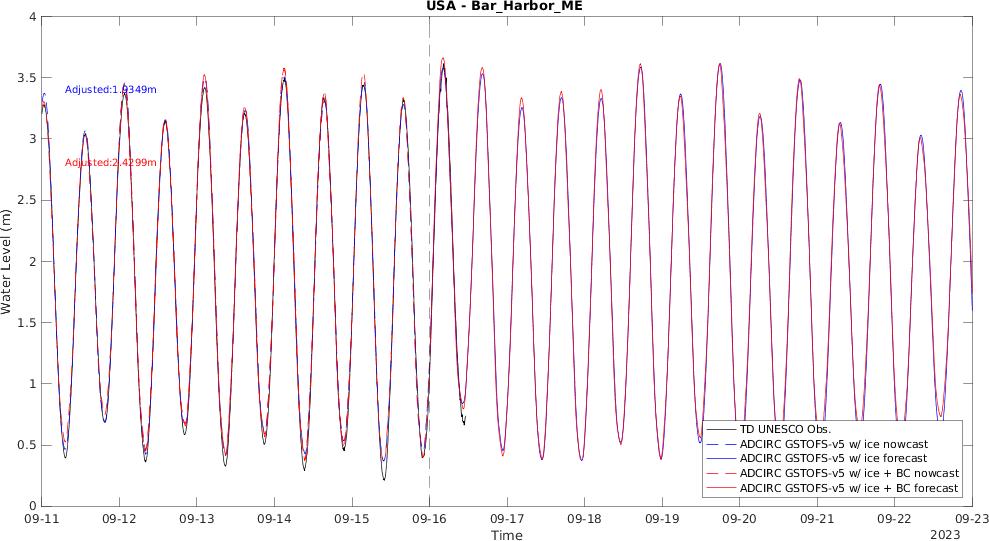 USA - Bar_Harbor_ME
4
3.5
3
2.5
2
1.5
1
0.5
0
Water Level (m)
Adjusted:1.9349m
Adjusted:2.4299m
TD UNESCO Obs.
ADCIRC GSTOFS-v5 w/ ice nowcast
ADCIRC GSTOFS-v5 w/ ice forecast
ADCIRC GSTOFS-v5 w/ ice + BC nowcast
ADCIRC GSTOFS-v5 w/ ice + BC forecast
09-11 09-12 09-13 09-14 09-15 09-16 09-17 09-18 09-19 09-20 09-21 09-22 09-23
Time
2023